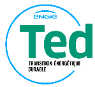 ENGIE
Ted
TRANSITION ÉNERGÉTIQUE
DURABLE